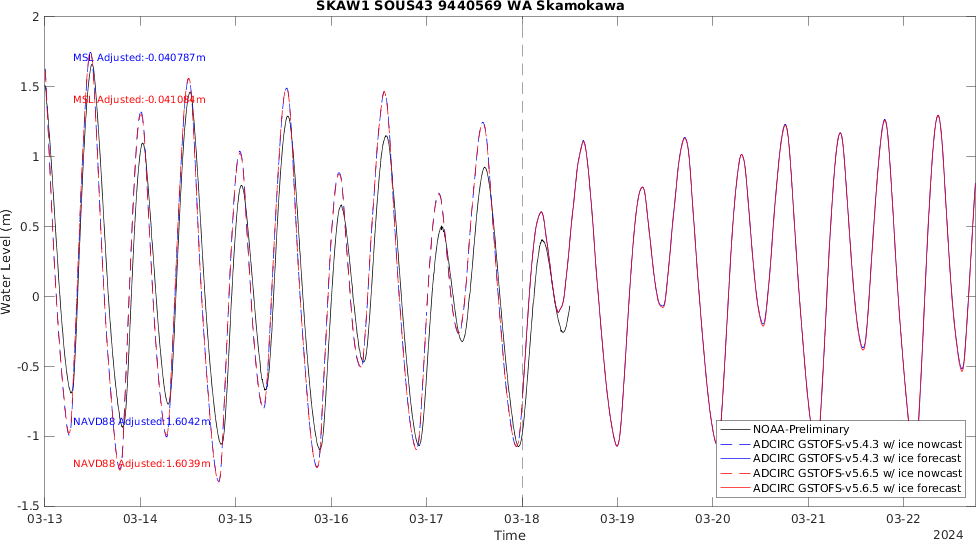 SKAW1 SOUS43 9440569 WA Skamokawa
2
1.5
1
0.5
0
-0.5
-1
-1.5
Water Level (m)
MSL Adjusted:-0.040787m
MSL Adjusted:-0.041084m
NAVD88 Adjusted:1.6042m
NAVD88 Adjusted:1.6039m
NOAA-Preliminary
ADCIRC GSTOFS-v5.4.3 w/ ice nowcast
ADCIRC GSTOFS-v5.4.3 w/ ice forecast
ADCIRC GSTOFS-v5.6.5 w/ ice nowcast
ADCIRC GSTOFS-v5.6.5 w/ ice forecast
03-13 03-14 03-15 03-16 03-17 03-18 03-19 03-20 03-21 03-22
Time
2024